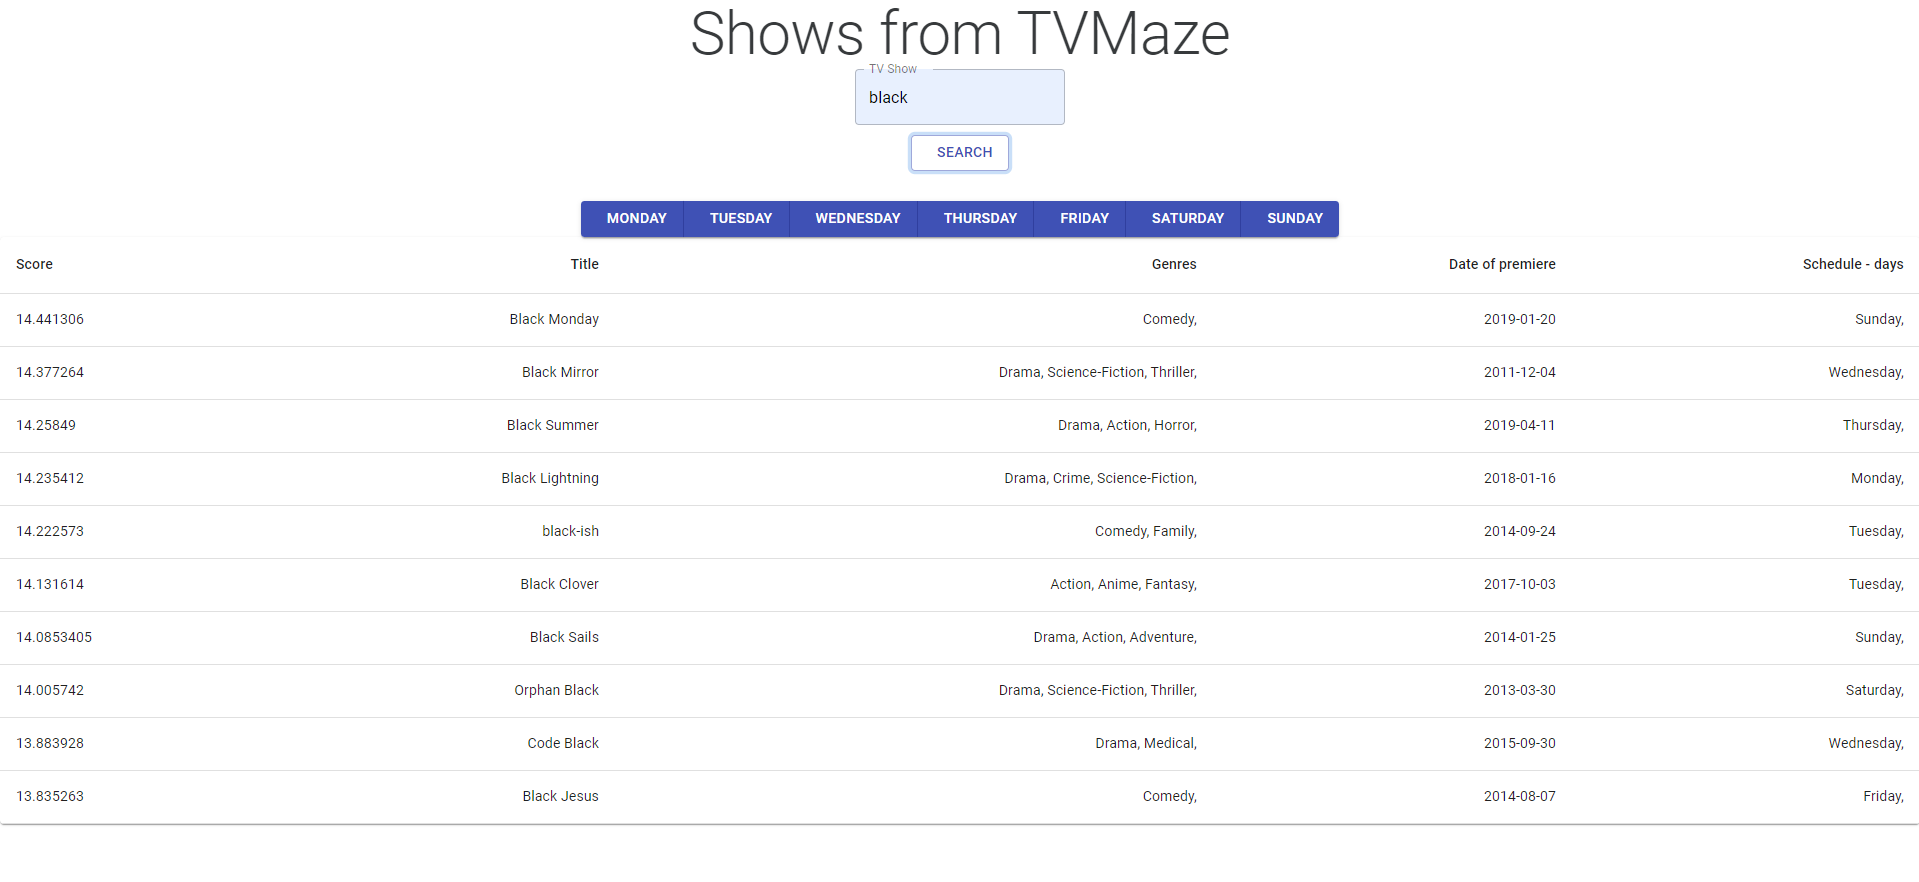 Shows from TVMaze
TV Show
black
SEARCH
MONDAY TUESDAY WEDNESDAY THURSDAY FRIDAY SATURDAY SUNDAY
Score Title Genres Date of premiere Schedule - days
14.441306 Black Monday Comedy, 2019-01-20 Sunday,
14.377264 Black Mirror Drama, Science-Fiction, Thriller, 2011-12-04 Wednesday,
14.25849 Black Summer Drama, Action, Horror, 2019-04-11 Thursday,
14.235412 Black Lightning Drama, Crime, Science-Fiction, 2018-01-16 Monday,
14.222573 black-ish Comedy, Family, 2014-09-24 Tuesday,
14.131614 Black Clover Action, Anime, Fantasy, 2017-10-03 Tuesday,
14.0853405 Black Sails Drama, Action, Adventure, 2014-01-25 Sunday,
14.005742 Orphan Black Drama, Science-Fiction, Thriller, 2013-03-30 Saturday,
13.883928 Code Black Drama, Medical, 2015-09-30 Wednesday,
13.835263 Black Jesus Comedy, 2014-08-07 Friday,